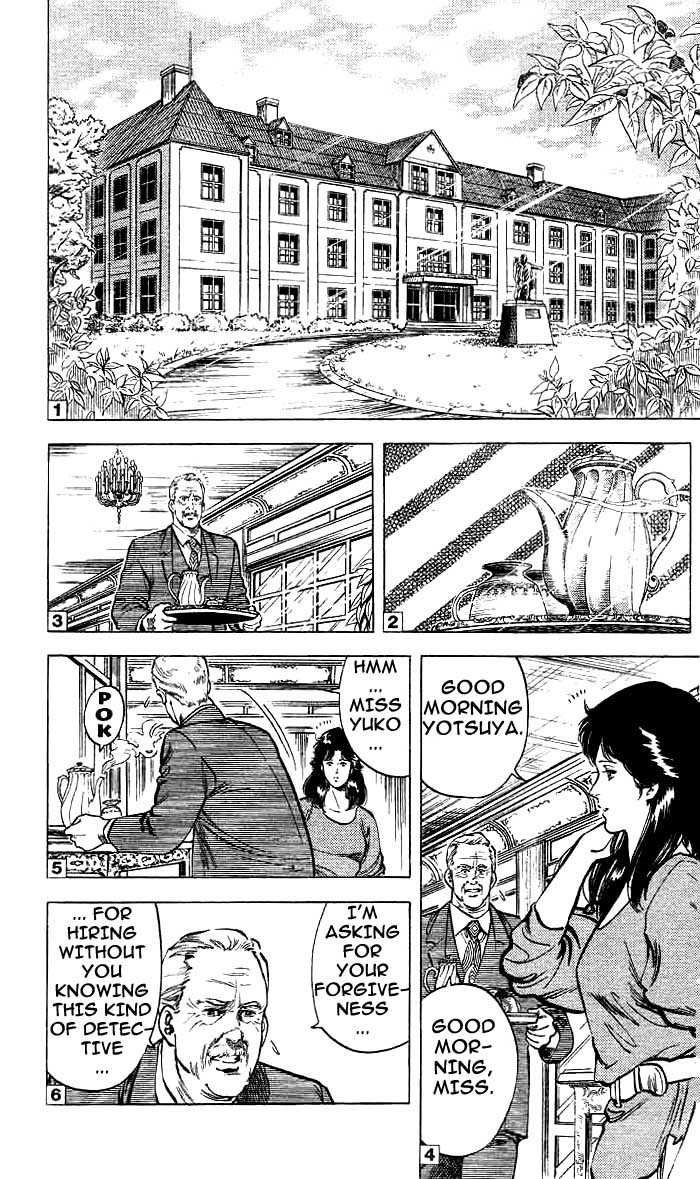 1
2
3
GOOD
MORNING
YOTSUYA.
GOOD
MOR-
NING,
MISS.
4
HMM
...
MISS
YUKO
...
POK
5
I'M
ASKING
FOR
YOUR
FORGIVE-
NESS
...
... FOR
HIRING
WITHOUT
YOU
KNOWING
THIS KIND
OF DETEC-
TIVE
...
6